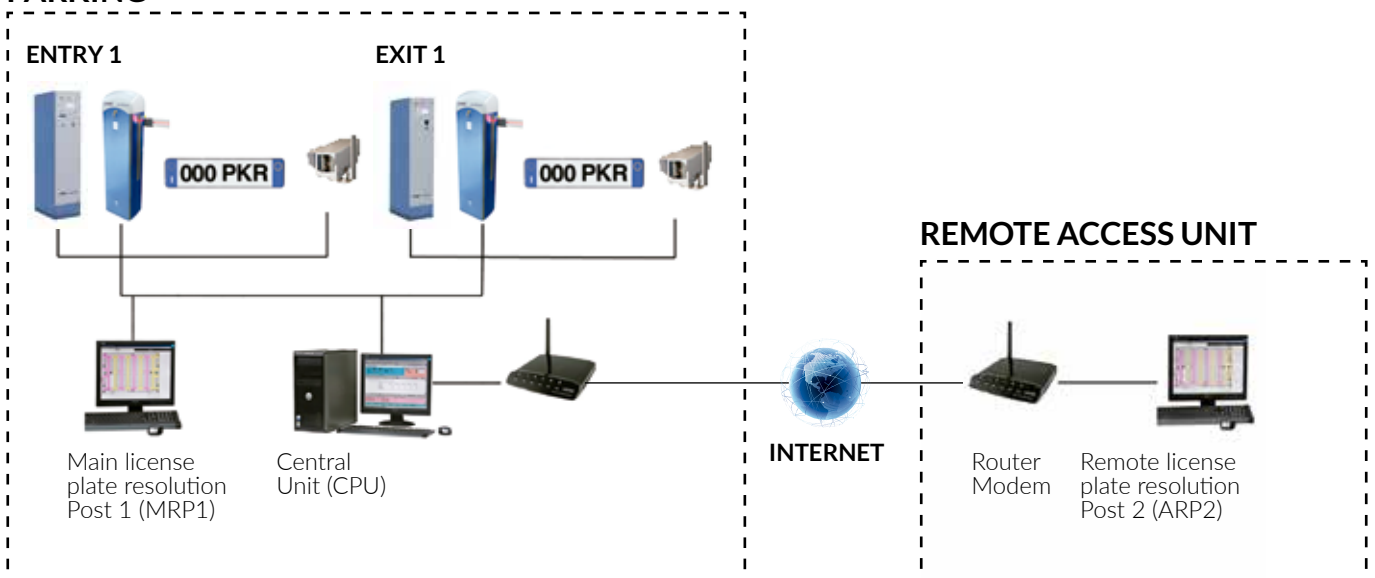 PARKING
ENTRY 1
EXIT 1
000 PKR
000 PKR
REMOTE ACCESS UNIT
INTERNET
Main license
plate resolution
Post 1 (MRP1)
Central
Unit (CPU)
Router
Modem
Remote license
plate resolution
Post 2 (ARP2)